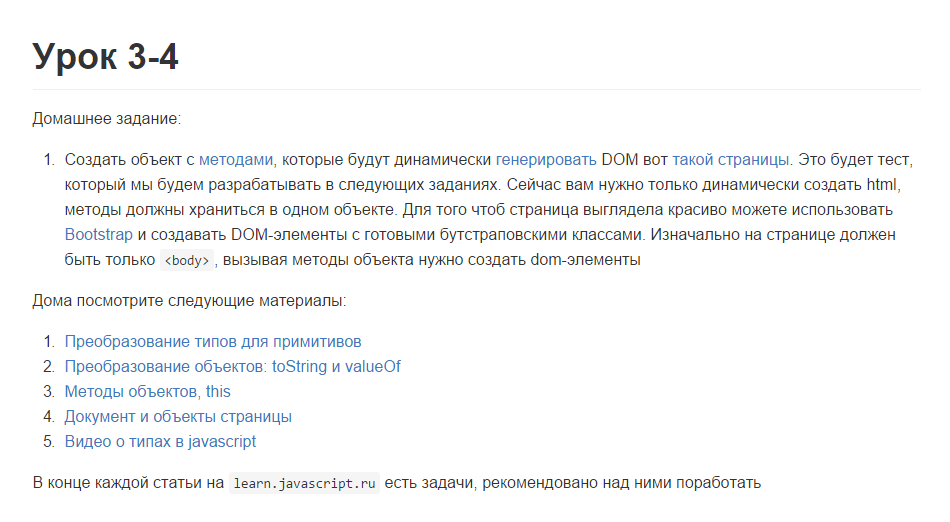 Урок 3-4
Домашнее задание:
1. Создать объект с методами, которые будут динамически генерировать DOM вот такой страницы. Это будет тест,
который мы будем разрабатывать в следующих заданиях. Сейчас вам нужно только динамически создать html,
методы должны храниться в одном объекте. Для того чтоб страница выглядела красиво можете использовать
Bootstrap и создавать DOM-элементы с готовыми бутстраповскими классами. Изначально на странице должен
быть только <body>, вызывая методы объекта нужно создать dom-элементы
Дома посмотрите следующие материалы:
1. Преобразование типов для примитивов
2. Преобразование объектов: toString и valueOf
3. Методы объектов, this
4. Документ и объекты страницы
5. Видео о типах в javascript
В конце каждой статьи на learn.javascript.ru есть задачи, рекомендовано над ними поработать